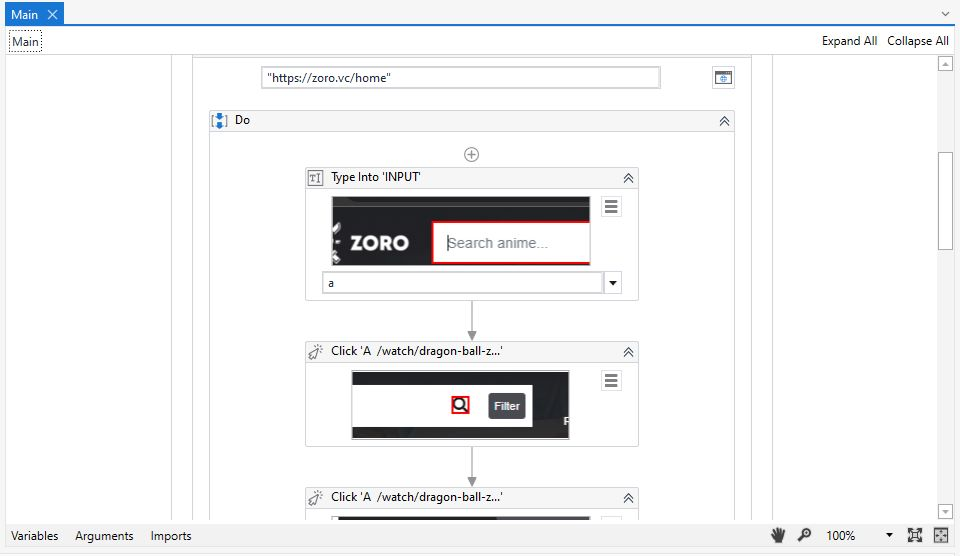 Main
Main
Expand All Collapse All
"https://zoro.vc/home"
Do
Type Into 'INPUT'
ZORO
Search anime...
a
Click 'A /watch/dragon-ball-z...'
Filter
Click 'A /watch/dragon-ball-z...'
Variables Arguments Imports
100%